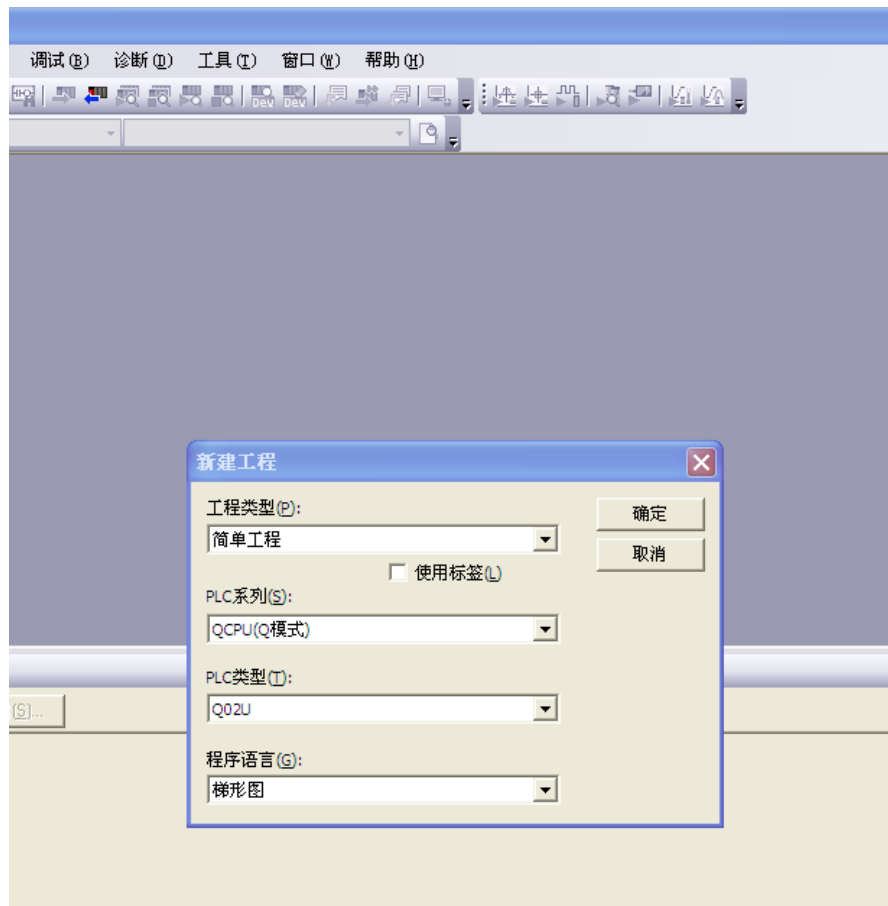 调试(B) 诊断(D) 工具(T) 窗口(W) 帮助(H)
Dev Dev
新建工程
工程类型(P):
确定
简单工程
取消
使用标签(L)
PLC系列(S):
QCPU(Q模式)
PLC类型(T):
(S)...
Q02U
程序语言(G):
梯形图